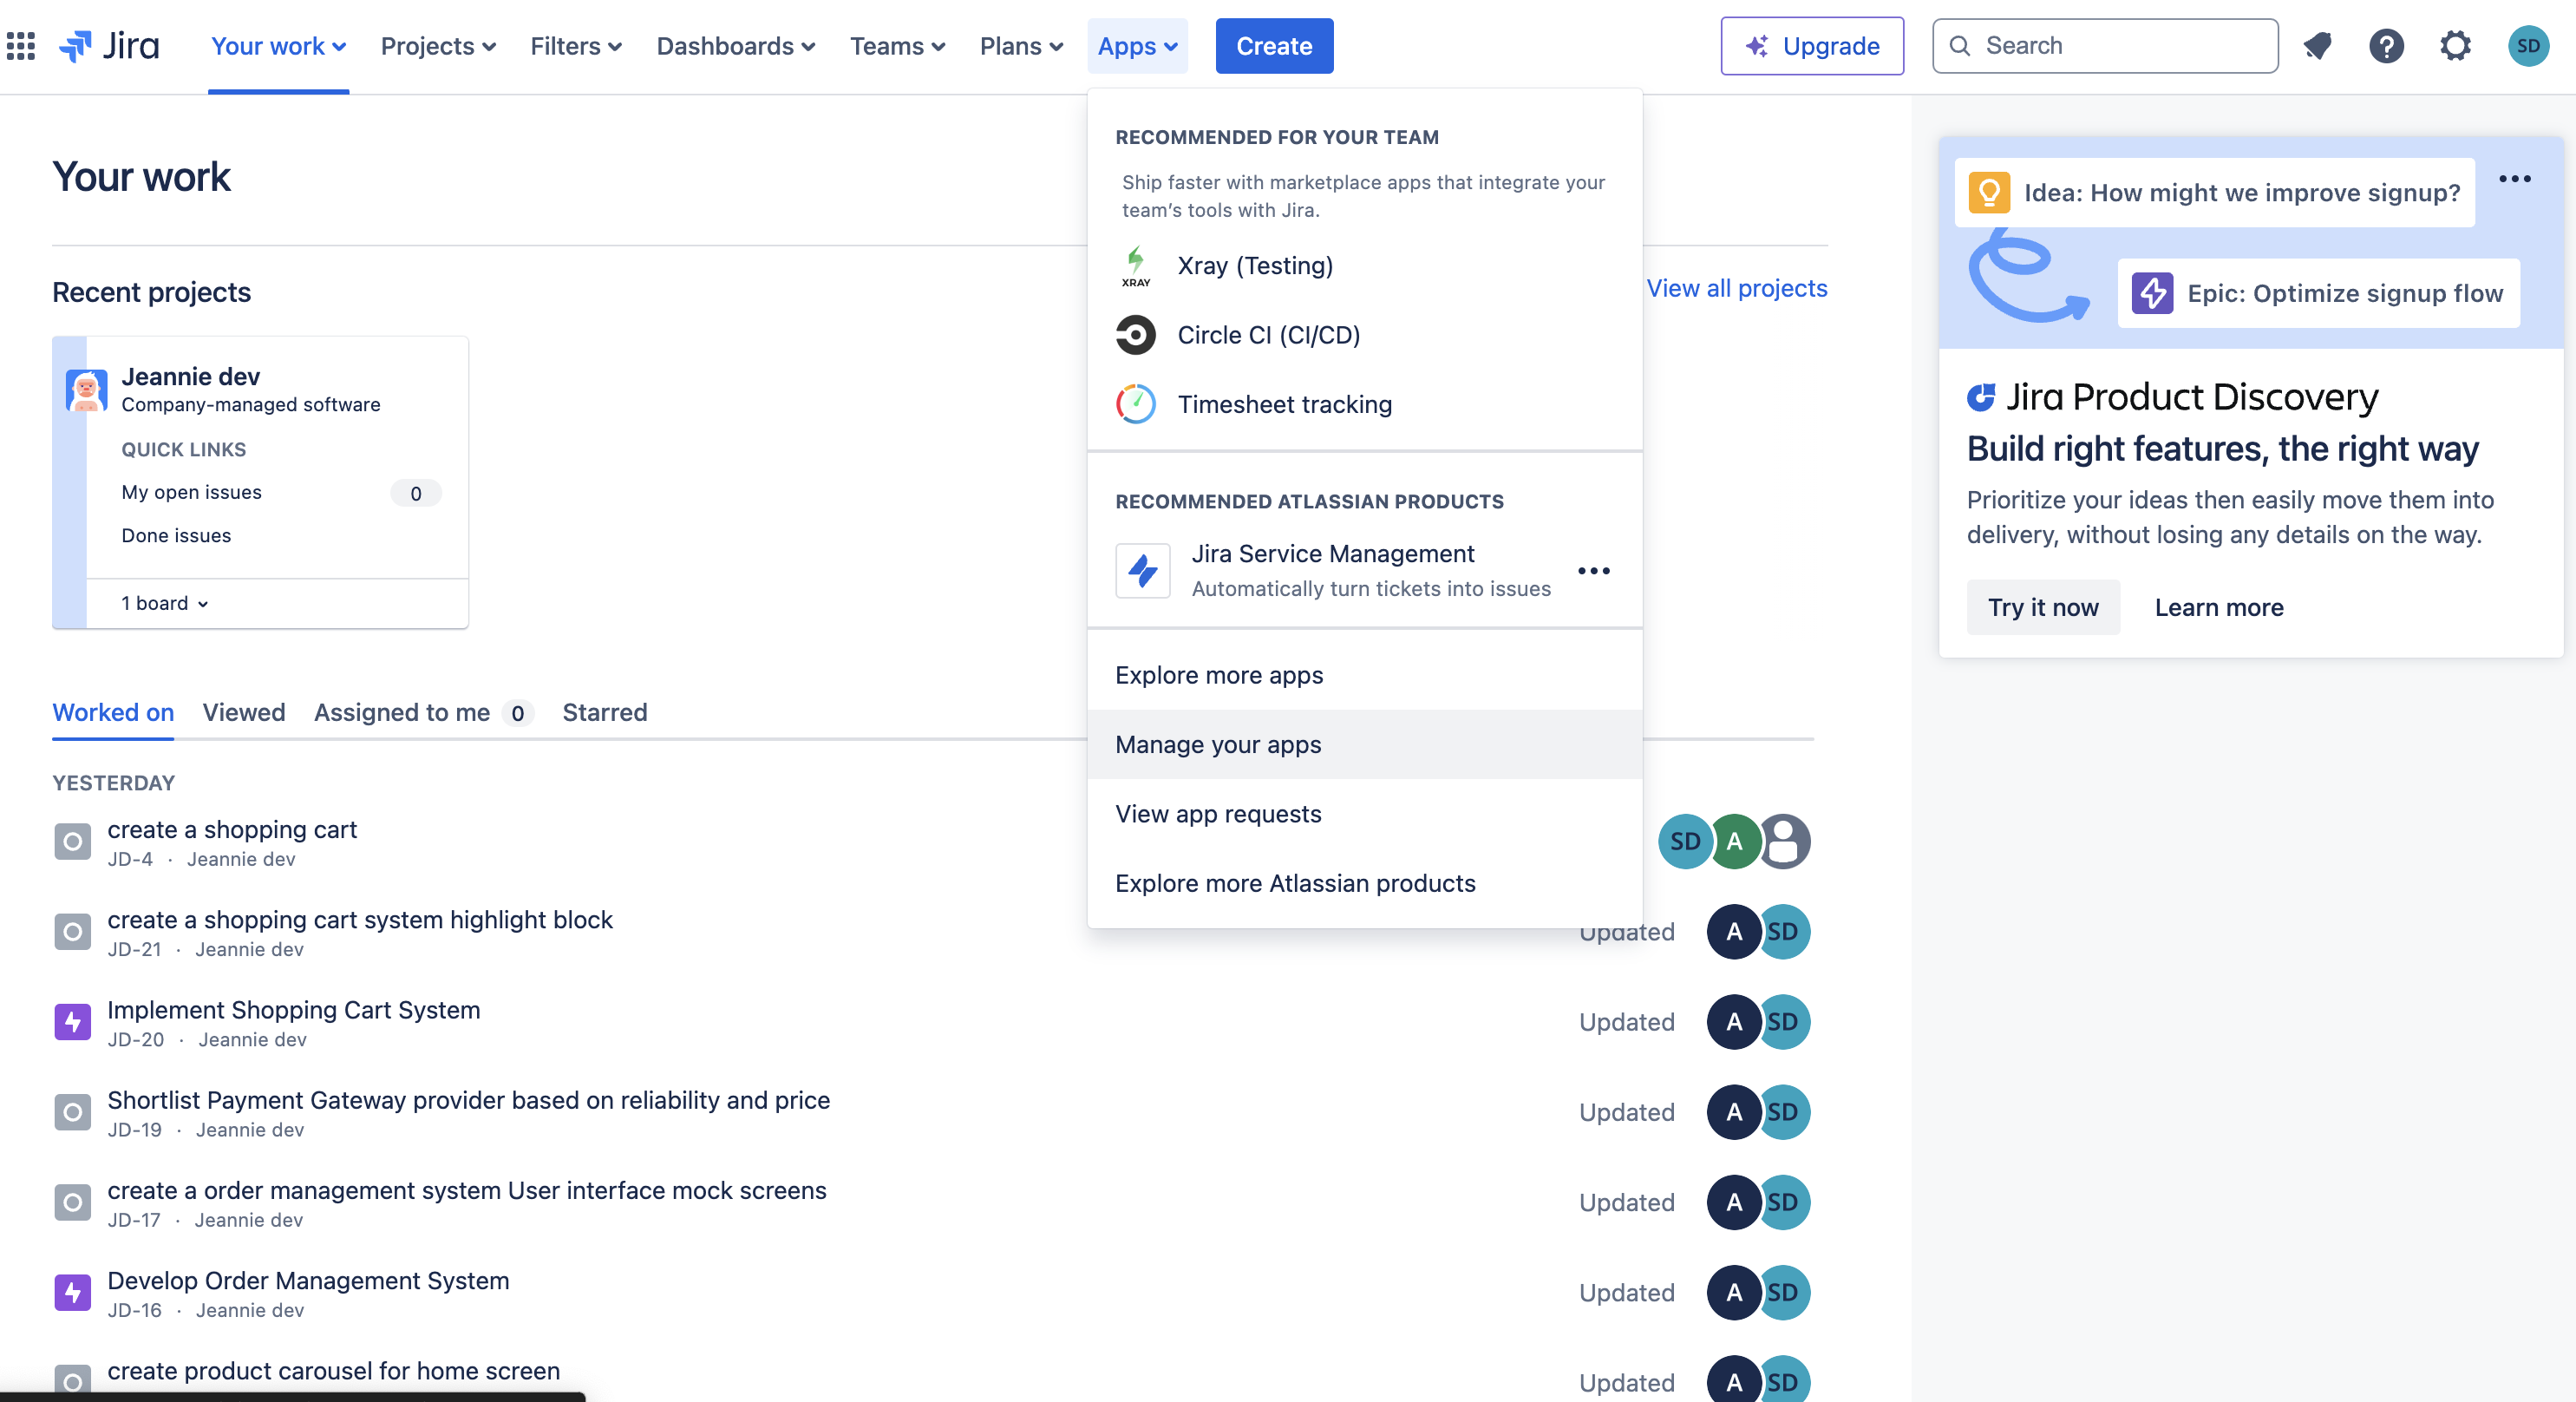 Jira Your work Projects Filters Dashboards Teams Plans Apps Create Upgrade Search SD
Your work
Recent projects
View all projects
Jeannie dev
Company-managed software
QUICK LINKS
My open issues 0
Done issues
1 board
RECOMMENDED FOR YOUR TEAM
Ship faster with marketplace apps that integrate your
team's tools with Jira.
XRAY
Xray (Testing)
Circle CI (CI/CD)
Timesheet tracking
RECOMMENDED ATLASSIAN PRODUCTS
Jira Service Management
Automatically turn tickets into issues
Explore more apps
Manage your apps
View app requests
Explore more Atlassian products
Idea: How might we improve signup?
Epic: Optimize signup flow
Jira Product Discovery
Build right features, the right way
Prioritize your ideas then easily move them into
delivery, without losing any details on the way.
Try it now Learn more
Worked on Viewed Assigned to me 0 Starred
YESTERDAY
create a shopping cart
JD-4 · Jeannie dev
SD A
create a shopping cart system highlight block
JD-21 · Jeannie dev
Updated A SD
Implement Shopping Cart System
JD-20 · Jeannie dev
Updated A SD
Shortlist Payment Gateway provider based on reliability and price
JD-19 · Jeannie dev
Updated A SD
create a order management system User interface mock screens
JD-17 · Jeannie dev
Updated A SD
Develop Order Management System
JD-16 · Jeannie dev
Updated A SD
create product carousel for home screen
Updated A SD